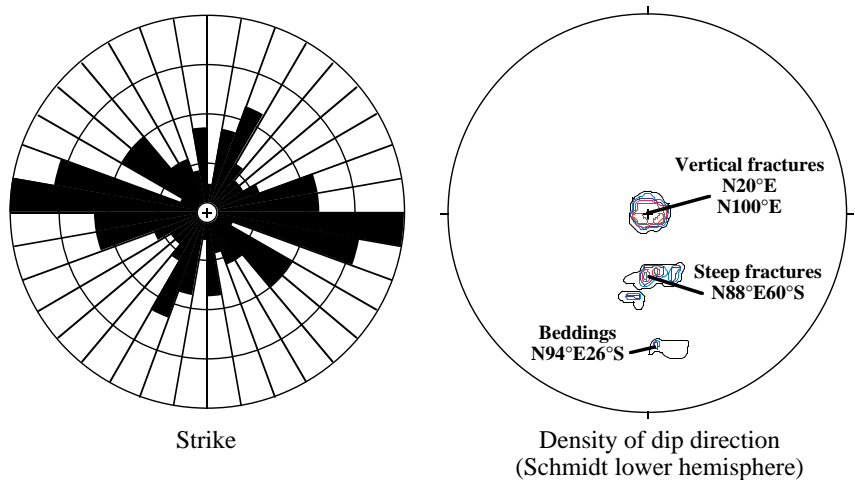 Vertical fractures
N20°E
N100°E
Steep fractures
N88°E60°S
Beddings
N94°E26°S
Strike
Density of dip direction
(Schmidt lower hemisphere)